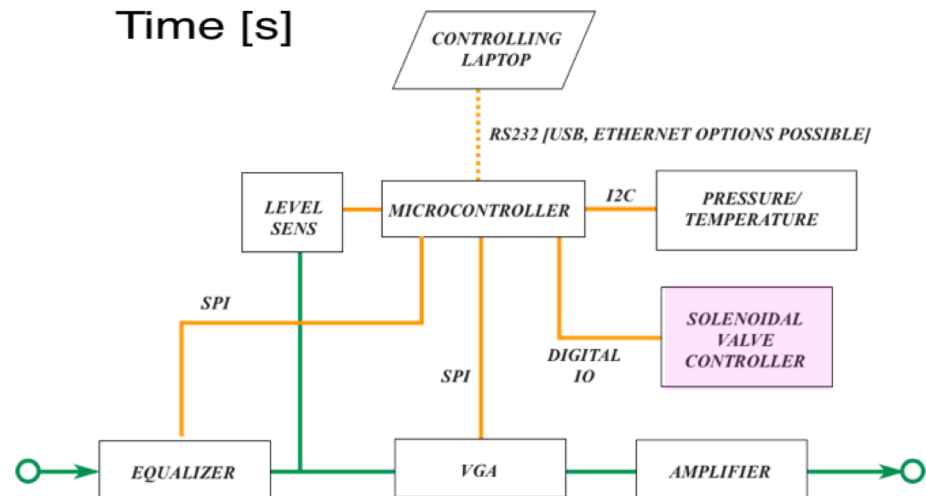 Time [s]
CONTROLLING
LAPTOP
RS232 [USB, ETHERNET OPTIONS POSSIBLE]
LEVEL
SENS
MICROCONTROLLER
I2C
PRESSURE/
TEMPERATURE
SPI
SOLENOIDAL
VALVE
CONTROLLER
DIGITAL
IO
SPI
EQUALIZER
VGA
AMPLIFIER